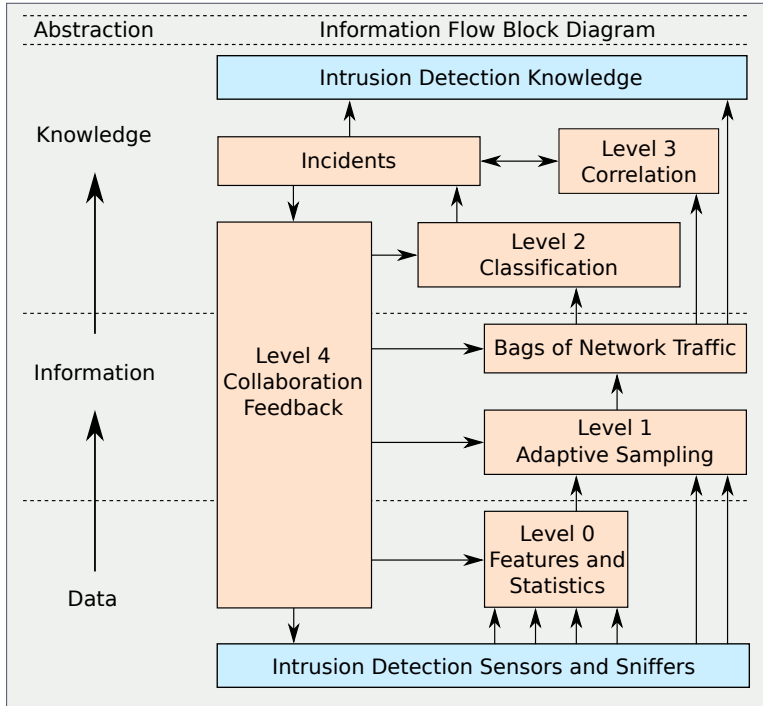 Abstraction
Information Flow Block Diagram
Intrusion Detection Knowledge
Knowledge
Incidents
Level 3
Correlation
Level 2
Classification
Information
Level 4
Collaboration
Feedback
Bags of Network Traffic
Level 1
Adaptive Sampling
Level 0
Features and
Statistics
Data
Intrusion Detection Sensors and Sniffers